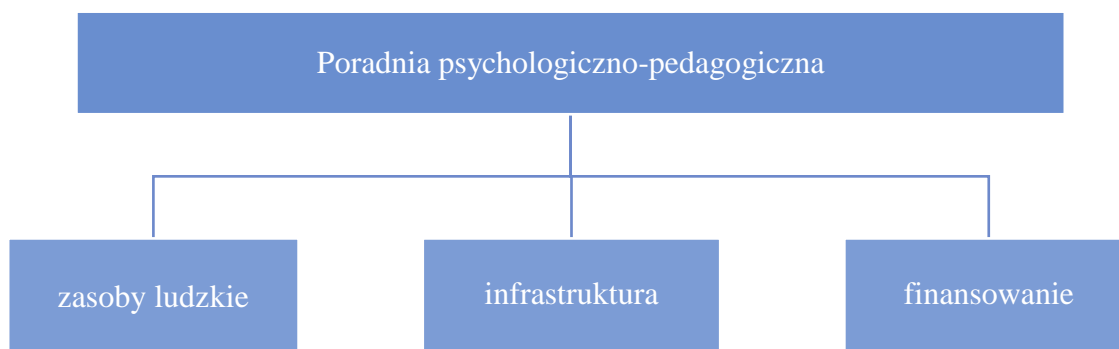 Poradnia psychologiczno-pedagogiczna
zasoby ludzkie
infrastruktura
finansowanie